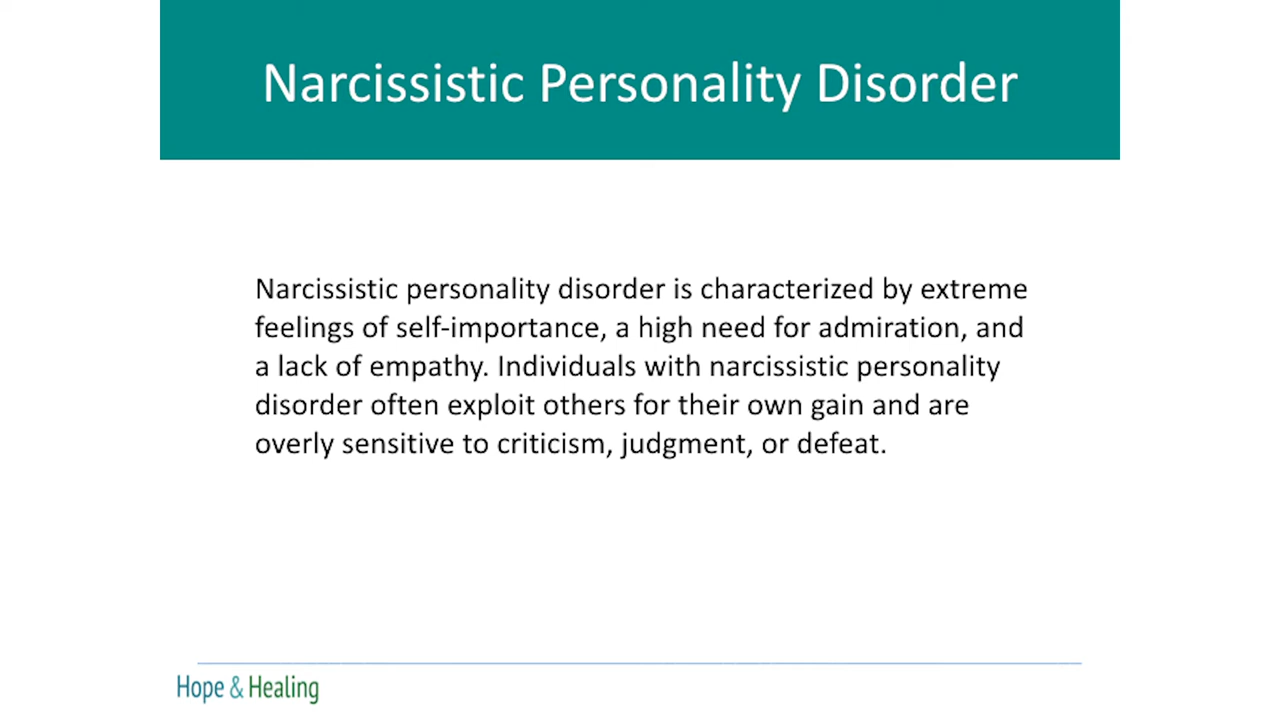 Narcissistic Personality Disorder
Narcissistic personality disorder is characterized by extreme
feelings of self-importance, a high need for admiration, and
a lack of empathy. Individuals with narcissistic personality
disorder often exploit others for their own gain and are
overly sensitive to criticism, judgment, or defeat.
Hope & Healing